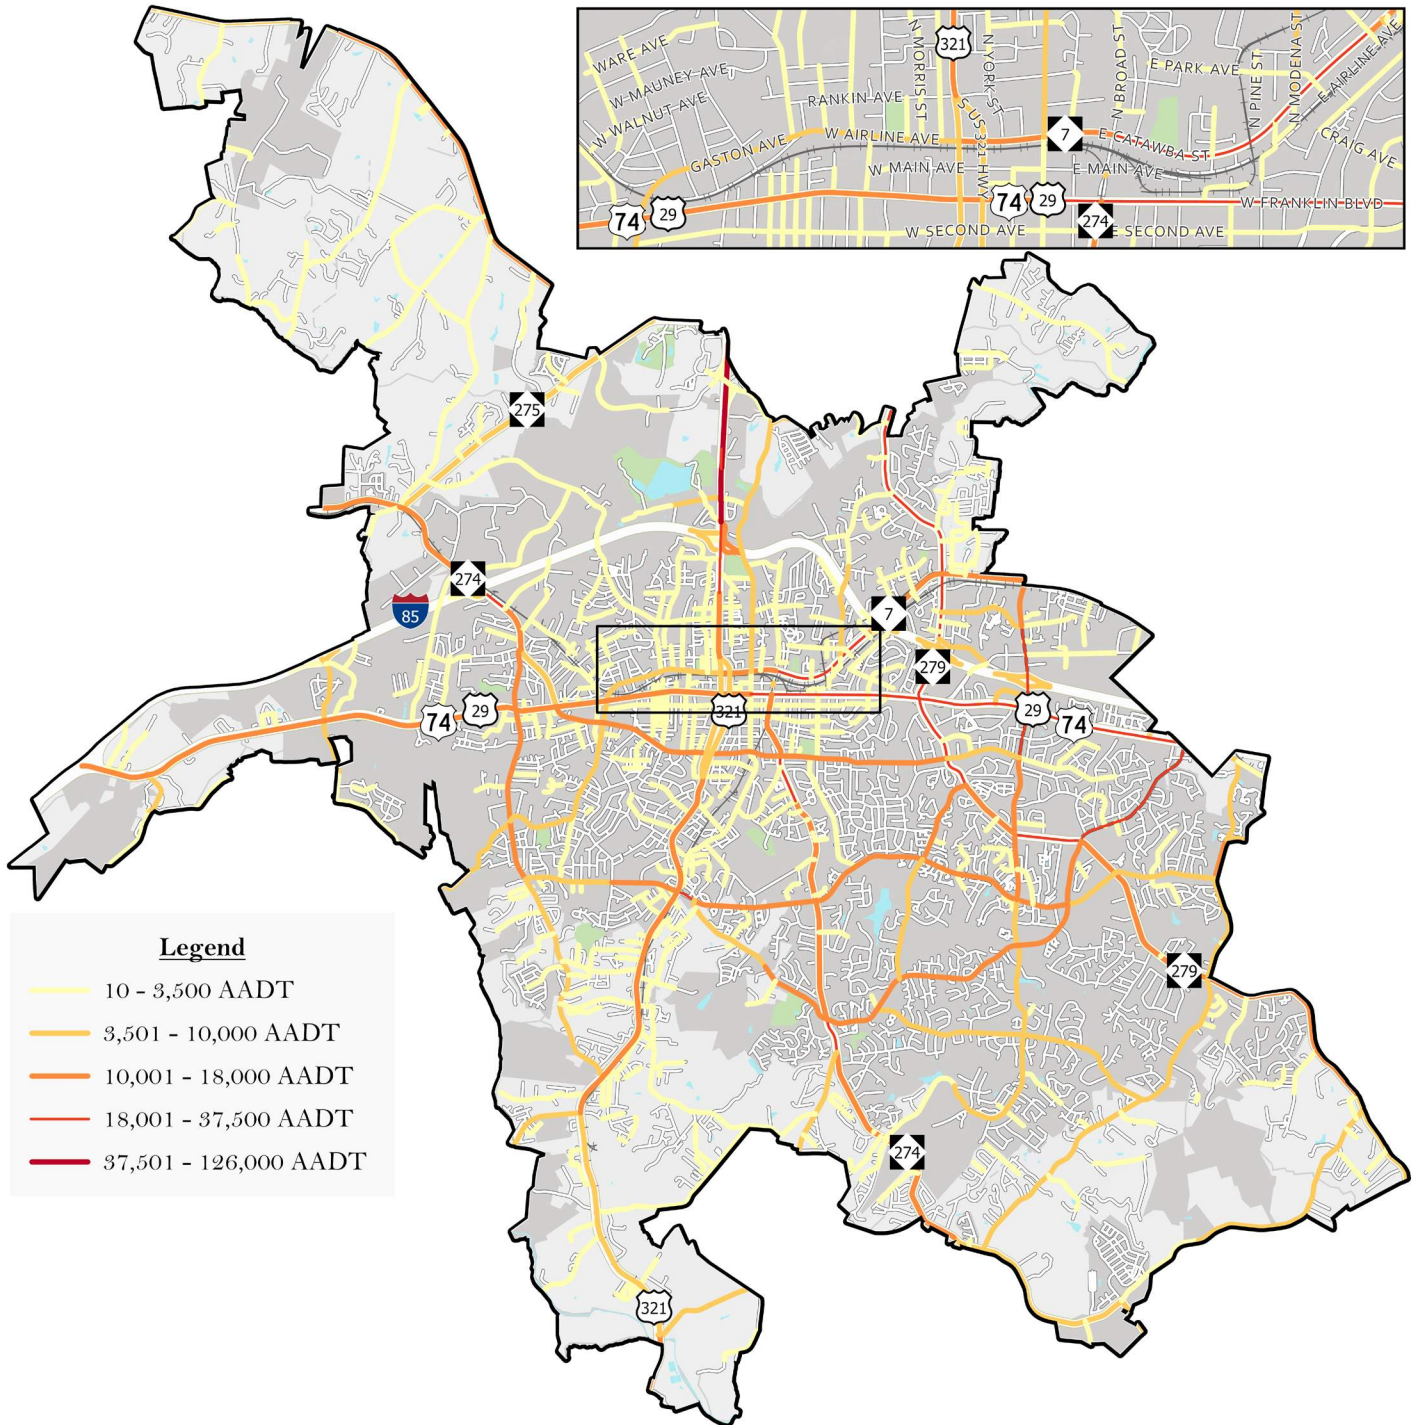 WARE AVE
W MAUNEY AVE
W WALNUT AVE
RANKIN AVE
GASTON AVE
W AIRLINE AVE
W MAIN AVE
N MORRIS ST
321
N YORK ST
S US 321 HWY
7
N BROAD ST
E PARK AVE
E CATAWBA ST
E MAIN AVE
N PINE ST
N MODENA ST
E AIRLINE AVE
CRAIG AVE
74
29
74
29
274
W FRANKLIN BLVD
W SECOND AVE
E SECOND AVE
275
274
85
7
279
74
29
321
29
74
279
274
321
Legend
10 - 3,500 AADT
3,501 - 10,000 AADT
10,001 - 18,000 AADT
18,001 - 37,500 AADT
37,501 - 126,000 AADT